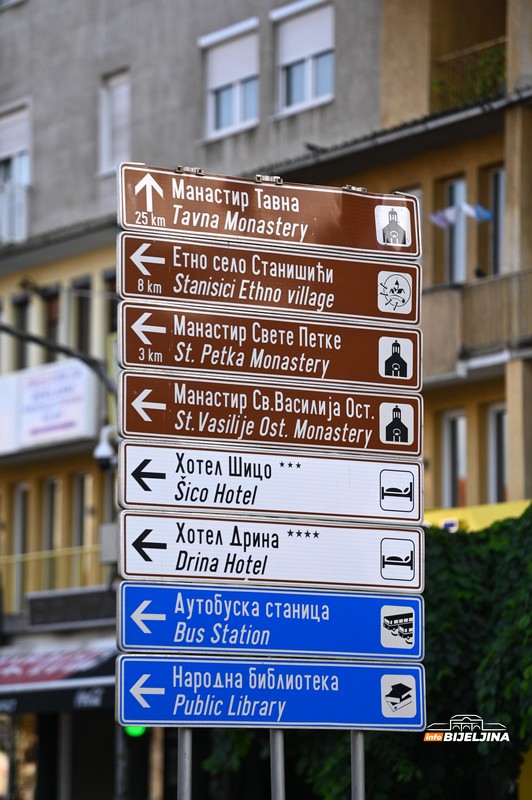 Манастир Тавна
25 km
Tavna Monastery
Етно село Станишићи
8 km
Stanisici Ethno village
Манастир Свете Петке
3 km
St. Petka Monastery
Манастир Св.Василија Ост.
St.Vasilije Ost. Monastery
Хотел Шицо ***
Šico Hotel
Хотел Дрина ****
Drina Hotel
Аутобуска станица
Bus Station
Народна библиотека
Public Library
info BIJELJINA